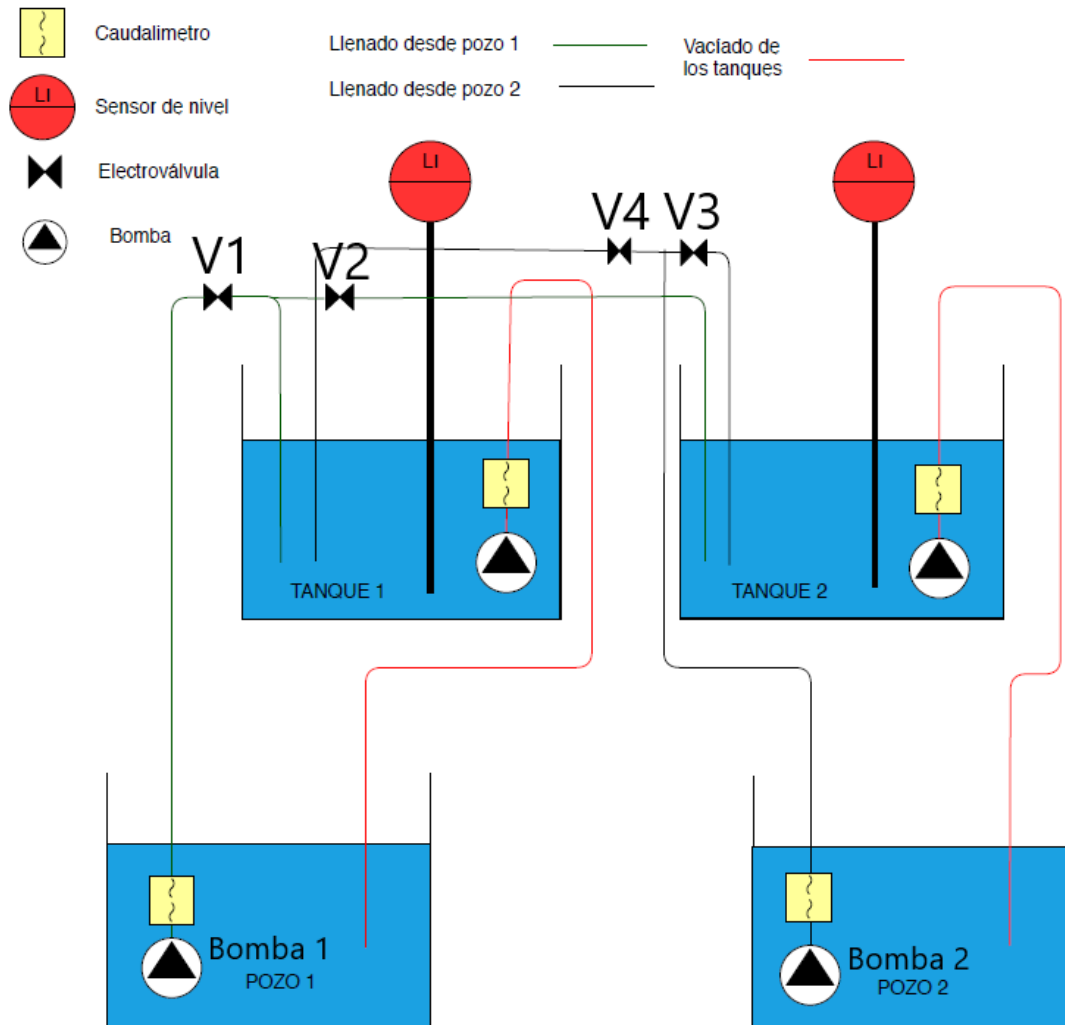 Caudalimetro
Llenado desde pozo 1
Vaciado de
los tanques
Llenado desde pozo 2
LI
Sensor de nivel
Electroválvula
Bomba
LI
LI
V1
V2
V4
V3
TANQUE 1
TANQUE 2
Bomba 1
POZO 1
Bomba 2
POZO 2